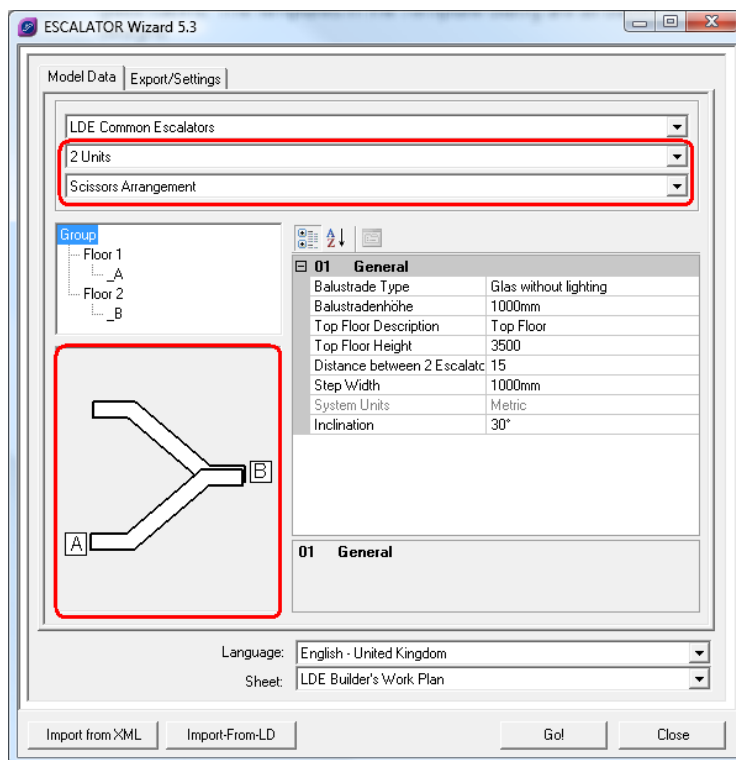 ESCALATOR Wizard 5.3
Model Data
Export/Settings
LDE Common Escalators
2 Units
Scissors Arrangement
Group
Floor 1
_A
Floor 2
_B
01 General
Balustrade Type Glas without lighting
Balustradenhöhe 1000mm
Top Floor Description Top Floor
Top Floor Height 3500
Distance between 2 Escalatc 15
Step Width 1000mm
System Units Metric
Inclination 30°
B
A
01 General
Language: English - United Kingdom
Sheet: LDE Builder's Work Plan
Import from XML
Import-From-LD
Go!
Close